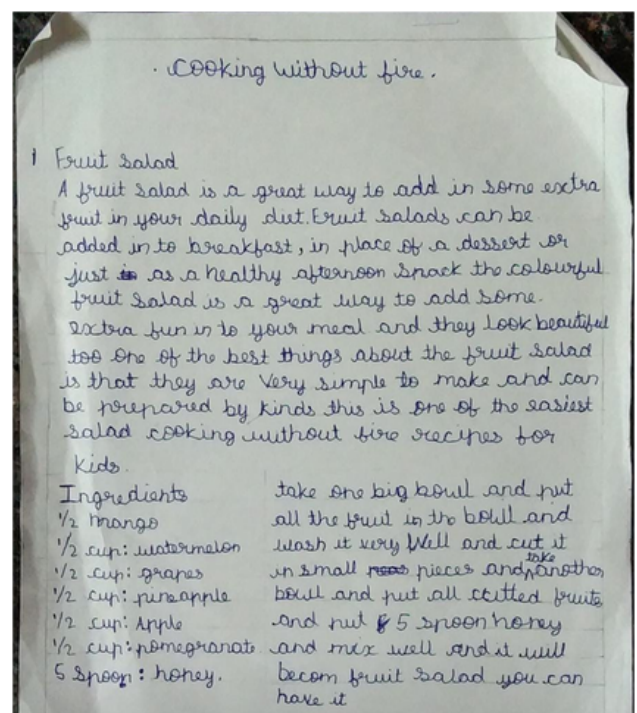 . Cooking without fire.
1 Fruit Salad
A fruit salad is a great way to add in some extra
fruit in your daily diet. Fruit salads can be
added in to breakfast, in place of a dessert or
just as a healthy afternoon snack the colourful
fruit salad is a great way to add some.
extra fun in to your meal and they look beautiful
too one of the best things about the fruit salad
is that they are very simple to make and can
be prepared by kinds this is one of the easiest
salad cooking without fire recipes for
kids.
Ingredients
1/2 mango
1/2 cup: watermelon
1/2 cup: grapes
1/2 cup: pineapple
1/2 cup: Apple
1/2 cup: pomegranate
5 spoon: honey.
take one big bowll and put
all the fruit in the bowll and
wash it very well and cut it
in small pieces and take another
bowll and put all cutted fruits
and put 5 spoon honey
and mix well and it will
becom fruit salad you can
have it